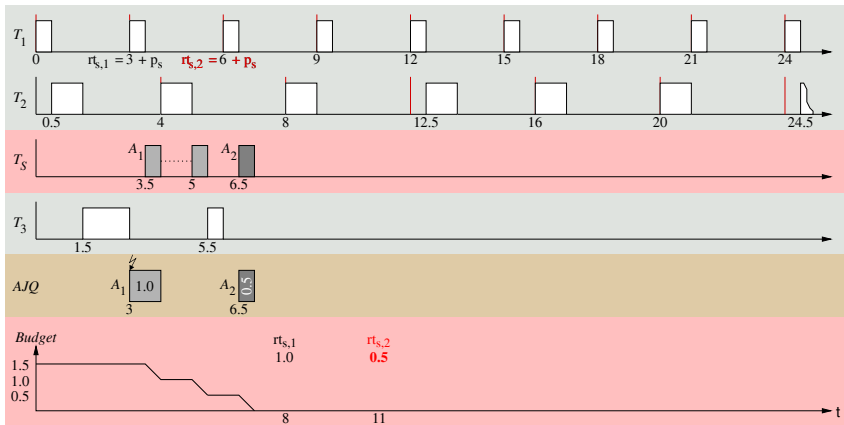 T1
0 rts,1 = 3 + ps rts,2 = 6 + ps 9 12 15 18 21 24
T2
0.5 4 8 12.5 16 20 24.5
TS A1 A2
3.5 5 6.5
T3
1.5 5.5
AJQ A1 1.0 A2 0.5
3 6.5
Budget rts,1 rts,2
1.5 1.0 0.5
1.0
0.5
8 11 t